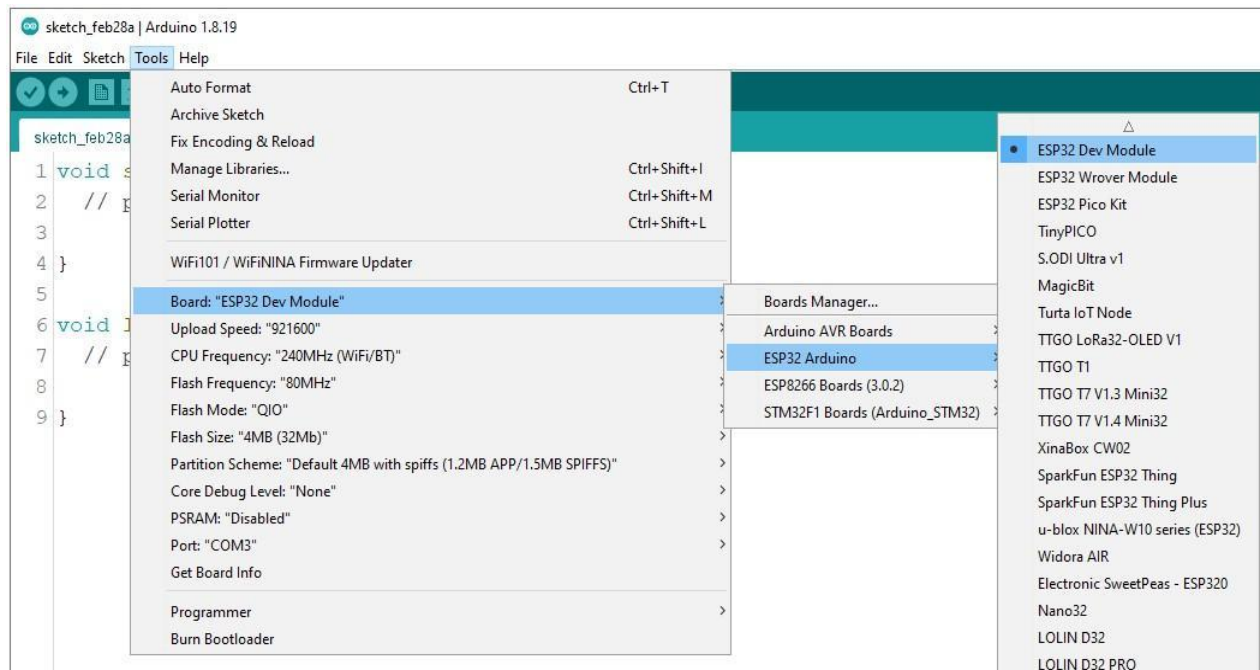 sketch_feb28a | Arduino 1.8.19
File Edit Sketch Tools Help
sketch_feb28a
1 void s
2 // p
3
4 }
5
6 void l
7 // p
8
9 }
Auto Format Ctrl+T
Archive Sketch
Fix Encoding & Reload
Manage Libraries... Ctrl+Shift+I
Serial Monitor Ctrl+Shift+M
Serial Plotter Ctrl+Shift+L
WiFi101 / WiFiNINA Firmware Updater
Board: "ESP32 Dev Module"
Upload Speed: "921600"
CPU Frequency: "240MHz (WiFi/BT)"
Flash Frequency: "80MHz"
Flash Mode: "QIO"
Flash Size: "4MB (32Mb)"
Partition Scheme: "Default 4MB with spiffs (1.2MB APP/1.5MB SPIFFS)"
Core Debug Level: "None"
PSRAM: "Disabled"
Port: "COM3"
Get Board Info
Programmer
Burn Bootloader
Boards Manager...
Arduino AVR Boards
ESP32 Arduino
ESP8266 Boards (3.0.2)
STM32F1 Boards (Arduino_STM32)
ESP32 Dev Module
ESP32 Wrover Module
ESP32 Pico Kit
TinyPICO
S.ODI Ultra v1
MagicBit
Turta IoT Node
TTGO LoRa32-OLED V1
TTGO T1
TTGO T7 V1.3 Mini32
TTGO T7 V1.4 Mini32
XinaBox CW02
SparkFun ESP32 Thing
SparkFun ESP32 Thing Plus
u-blox NINA-W10 series (ESP32)
Widora AIR
Electronic SweetPeas - ESP320
Nano32
LOLIN D32
LOLIN D32 PRO